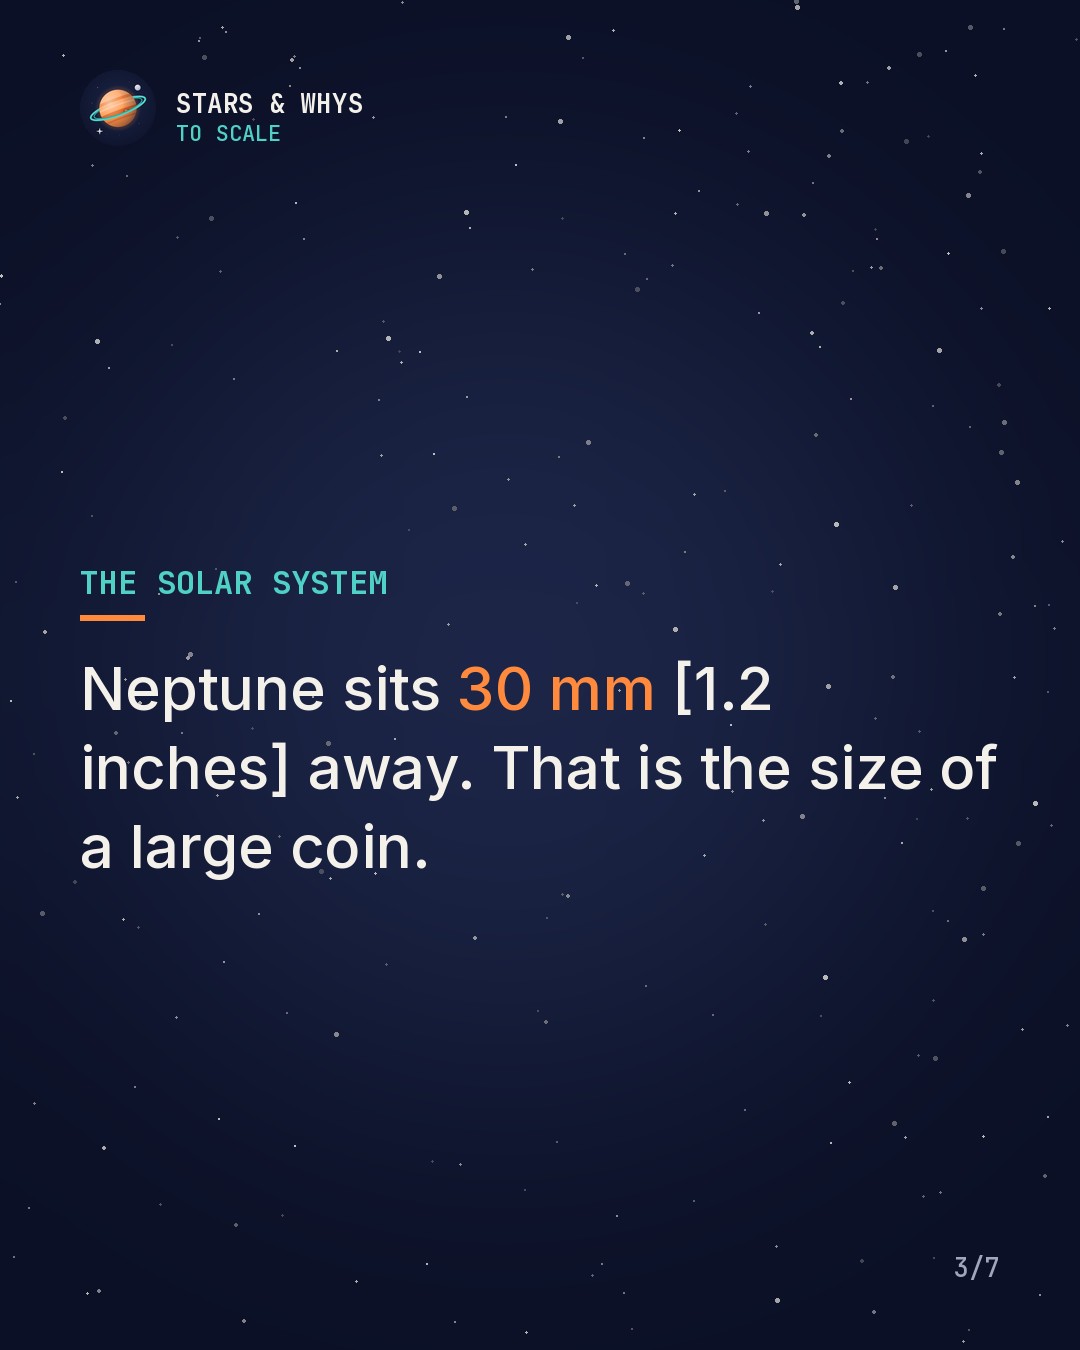 STARS & WHYS
TO SCALE
THE SOLAR SYSTEM
Neptune sits 30 mm [1.2
inches] away. That is the size of
a large coin.
3/7